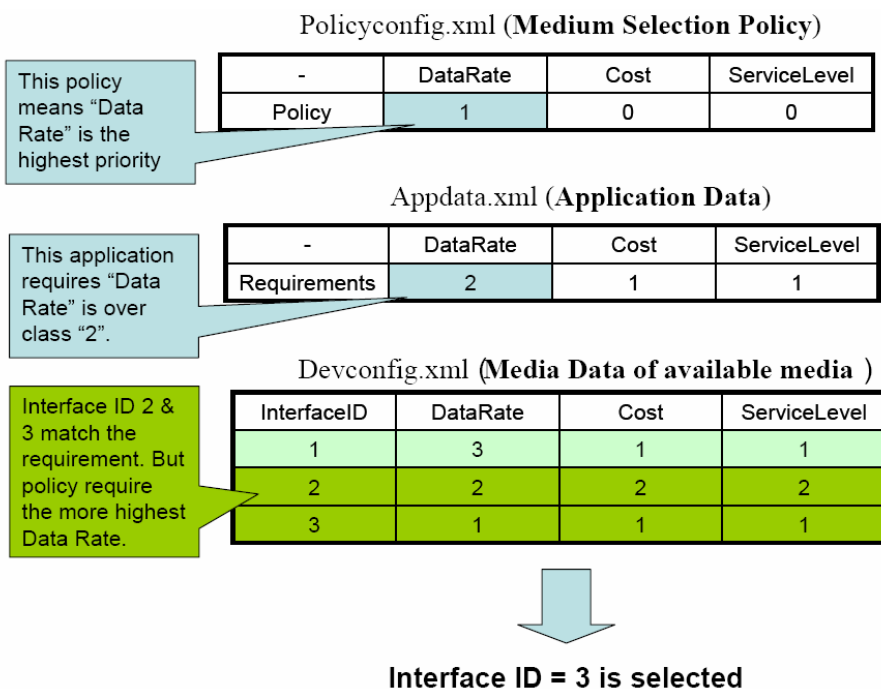 Policyconfig.xml (Medium Selection Policy)
This policy
means “Data
Rate” is the
highest priority
- DataRate Cost ServiceLevel
Policy 1 0 0
Appdata.xml (Application Data)
This application
requires “Data
Rate” is over
class “2”.
- DataRate Cost ServiceLevel
Requirements 2 1 1
Devconfig.xml (Media Data of available media )
Interface ID 2 &
3 match the
requirement. But
policy require
the more highest
Data Rate.
InterfaceID DataRate Cost ServiceLevel
1 3 1 1
2 2 2 2
3 1 1 1
Interface ID = 3 is selected